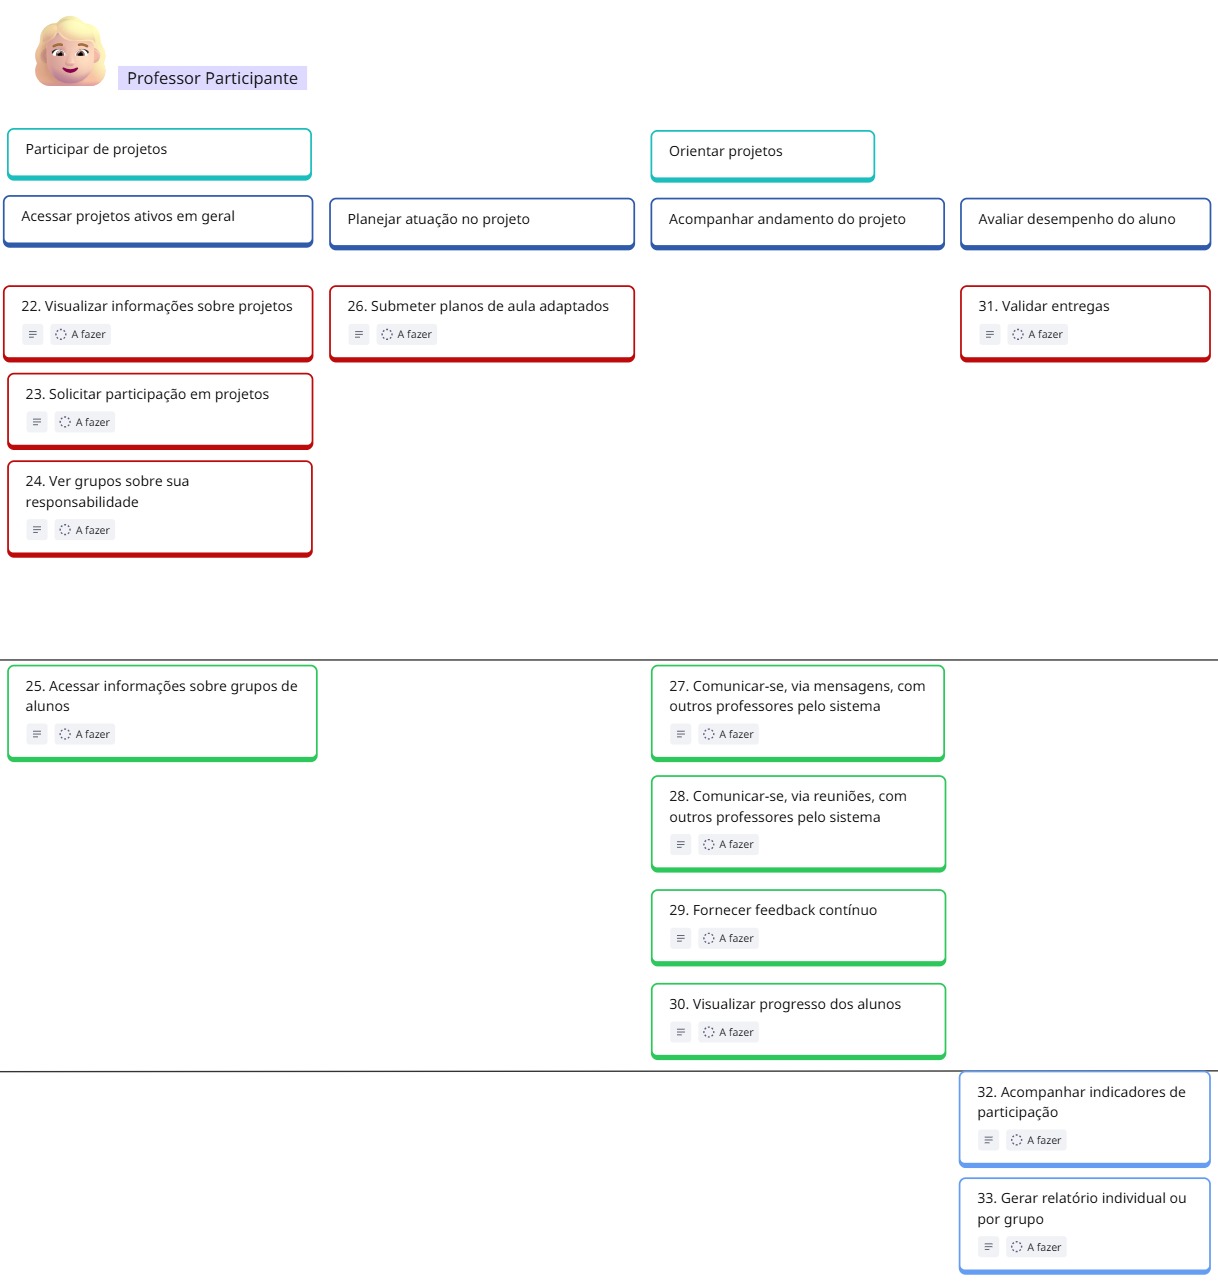 Professor Participante
Participar de projetos
Orientar projetos
Acessar projetos ativos em geral
Planejar atuação no projeto
Acompanhar andamento do projeto
Avaliar desempenho do aluno
22. Visualizar informações sobre projetos
A fazer
26. Submeter planos de aula adaptados
A fazer
31. Validar entregas
A fazer
23. Solicitar participação em projetos
A fazer
24. Ver grupos sobre sua
responsabilidade
A fazer
25. Acessar informações sobre grupos de
alunos
A fazer
27. Comunicar-se, via mensagens, com
outros professores pelo sistema
A fazer
28. Comunicar-se, via reuniões, com
outros professores pelo sistema
A fazer
29. Fornecer feedback contínuo
A fazer
30. Visualizar progresso dos alunos
A fazer
32. Acompanhar indicadores de
participação
A fazer
33. Gerar relatório individual ou
por grupo
A fazer